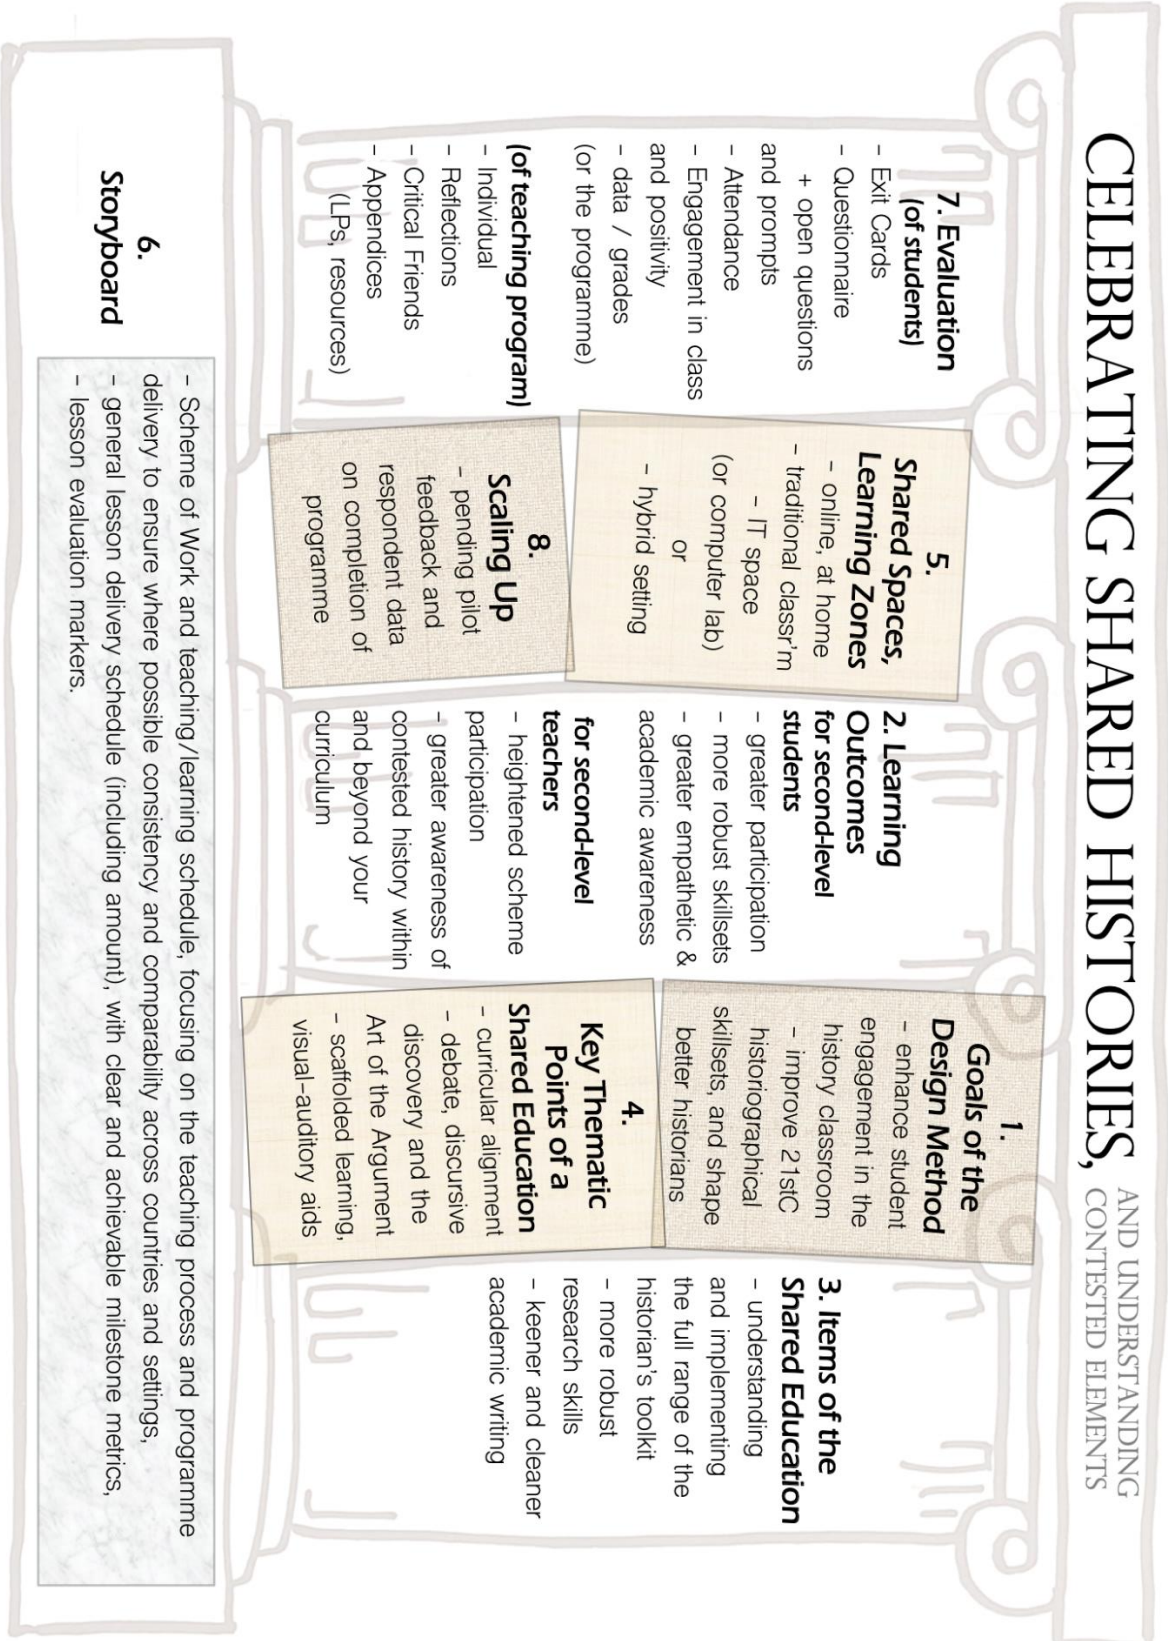 CELEBRATING SHARED HISTORIES,
AND UNDERSTANDING
CONTESTED ELEMENTS
7. Evaluation
(of students)
- Exit Cards
- Questionnaire
+ open questions
and prompts
- Attendance
- Engagement in class
and positivity
- data / grades
(or the programme)
(of teaching program)
- Individual
- Reflections
- Critical Friends
- Appendices
(LPs, resources)
5.
Shared Spaces,
Learning Zones
- online, at home
- traditional classr'm
- IT space
(or computer lab)
or
- hybrid setting
8.
Scaling Up
- pending pilot
feedback and
respondent data
on completion of
programme
2. Learning
Outcomes
for second-level
students
- greater participation
- more robust skillsets
- greater empathetic &
academic awareness
for second-level
teachers
- heightened scheme
participation
- greater awareness of
contested history within
and beyond your
curriculum
1.
Goals of the
Design Method
- enhance student
engagement in the
history classroom
- improve 21stC
historiographical
skillsets, and shape
better historians
4.
Key Thematic
Points of a
Shared Education
- curricular alignment
- debate, discursive
discovery and the
Art of the Argument
- scaffolded learning,
visual-auditory aids
3. Items of the
Shared Education
- understanding
and implementing
the full range of the
historian's toolkit
- more robust
research skills
- keener and cleaner
academic writing
6.
Storyboard
- Scheme of Work and teaching/learning schedule, focusing on the teaching process and programme
delivery to ensure where possible consistency and comparability across countries and settings,
- general lesson delivery schedule (including amount), with clear and achievable milestone metrics,
- lesson evaluation markers.